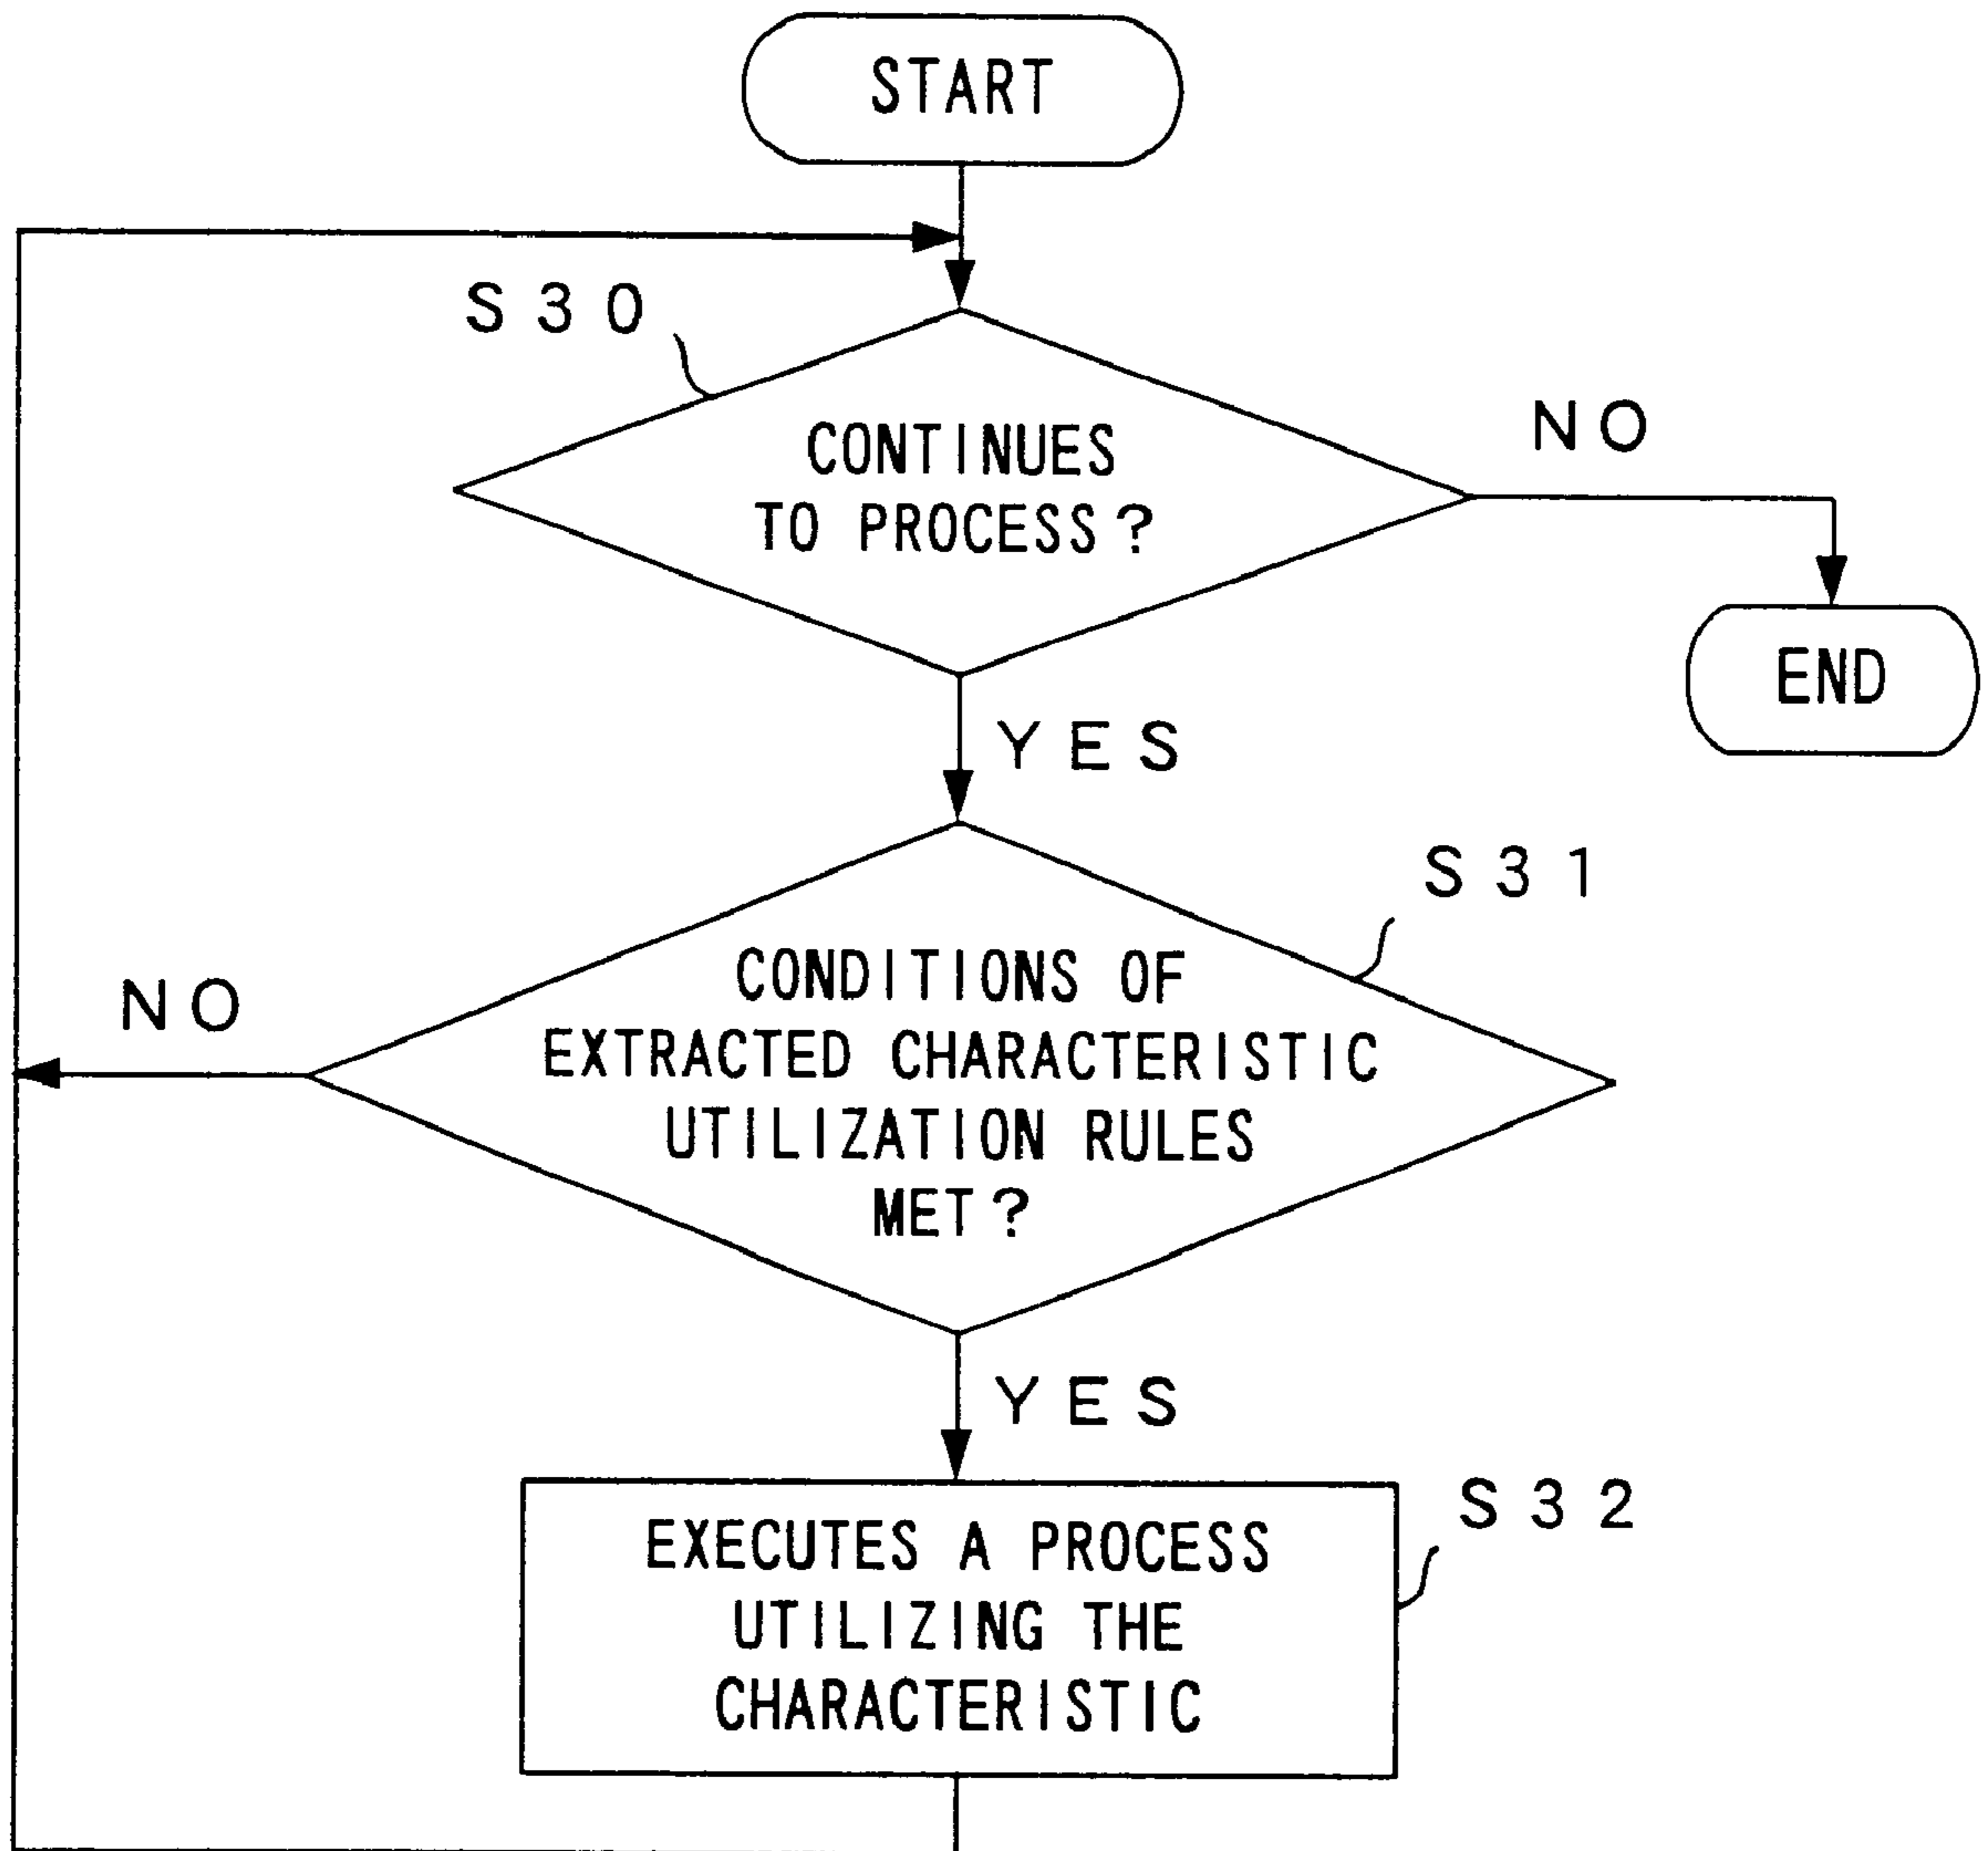 START
S30
CONTINUES
TO PROCESS?
NO
END
YES
S31
CONDITIONS OF
EXTRACTED CHARACTERISTIC
UTILIZATION RULES
MET?
NO
YES
S32
EXECUTES A PROCESS
UTILIZING THE
CHARACTERISTIC